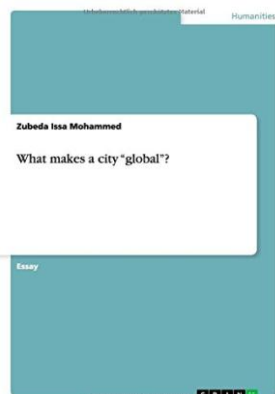 Urheberrechtlich geschütztes Material
Humanities
Zubeda Issa Mohammed
What makes a city “global”?
Essay